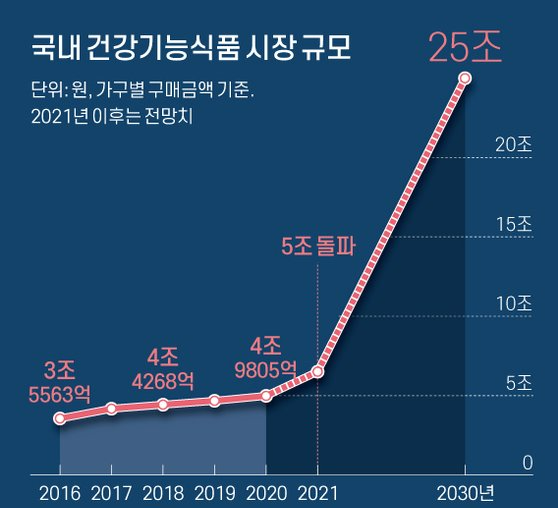 국내 건강기능식품 시장 규모
단위: 원, 가구별 구매금액 기준.
2021년 이후는 전망치
25조
20조
15조
5조 돌파
10조
3조
5563억
4조
4268억
4조
9805억
5조
0
2016 2017 2018 2019 2020 2021 2030년